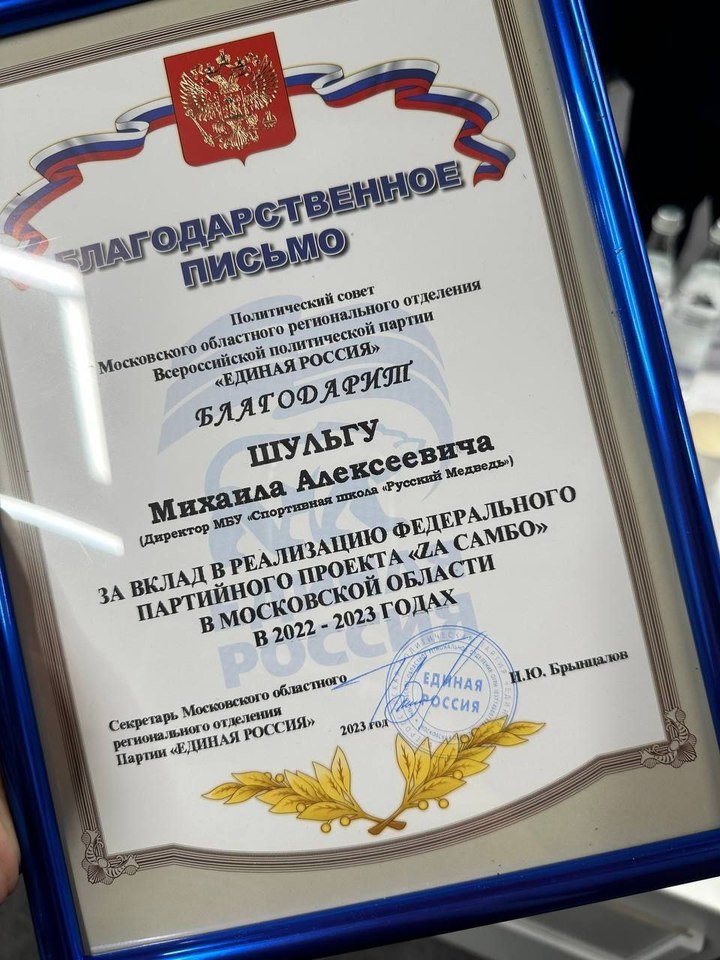 БЛАГОДАРСТВЕННОЕ
ПИСЬМО
Политический совет
Московского областного регионального отделения
Всероссийской политической партии
«ЕДИНАЯ РОССИЯ»
БЛАГОДАРИТ
ШУЛЬГУ
Михаила Алексеевича
(Директор МБУ «Спортивная школа «Русский Медведь»)
ЗА ВКЛАД В РЕАЛИЗАЦИЮ ФЕДЕРАЛЬНОГО
ПАРТИЙНОГО ПРОЕКТА «ZА САМБО»
В МОСКОВСКОЙ ОБЛАСТИ
В 2022 - 2023 ГОДАХ
РОССИЯ
Секретарь Московского областного
регионального отделения
Партии «ЕДИНАЯ РОССИЯ»
2023 год
ЕДИНАЯ
РОССИЯ
И.Ю. Брынцалов